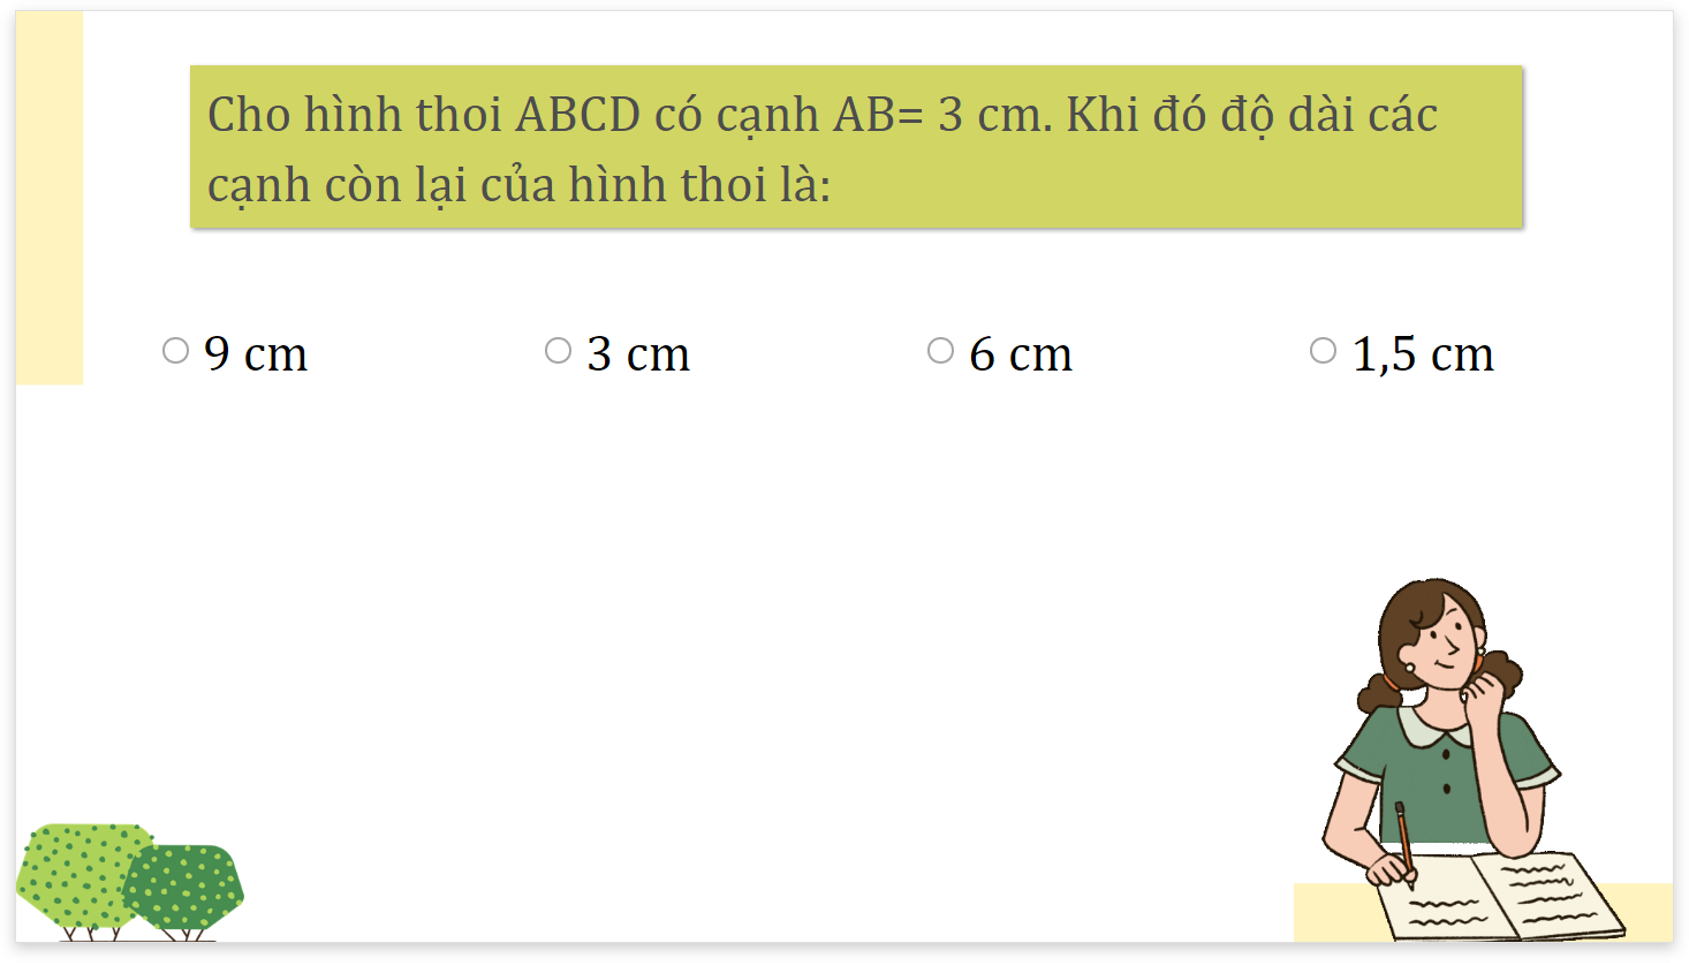 Cho hình thoi ABCD có cạnh AB= 3 cm. Khi đó độ dài các
cạnh còn lại của hình thoi là:
9 cm
3 cm
6 cm
1,5 cm